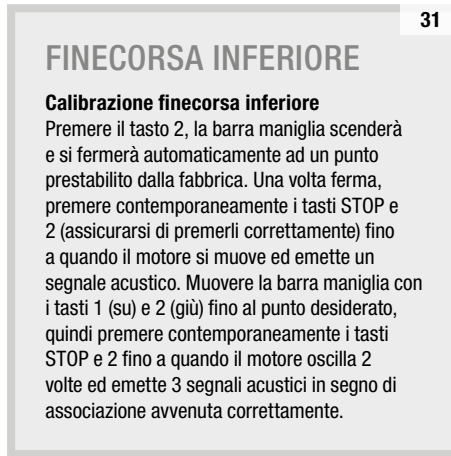 31
FINECORSA INFERIORE
Calibrazione finecorsa inferiore
Premere il tasto 2, la barra maniglia scenderà
e si fermerà automaticamente ad un punto
prestabilito dalla fabbrica. Una volta ferma,
premere contemporaneamente i tasti STOP e
2 (assicurarsi di premerli correttamente) fino
a quando il motore si muove ed emette un
segnale acustico. Muovere la barra maniglia con
i tasti 1 (su) e 2 (giù) fino al punto desiderato,
quindi premere contemporaneamente i tasti
STOP e 2 fino a quando il motore oscilla 2
volte ed emette 3 segnali acustici in segno di
associazione avvenuta correttamente.